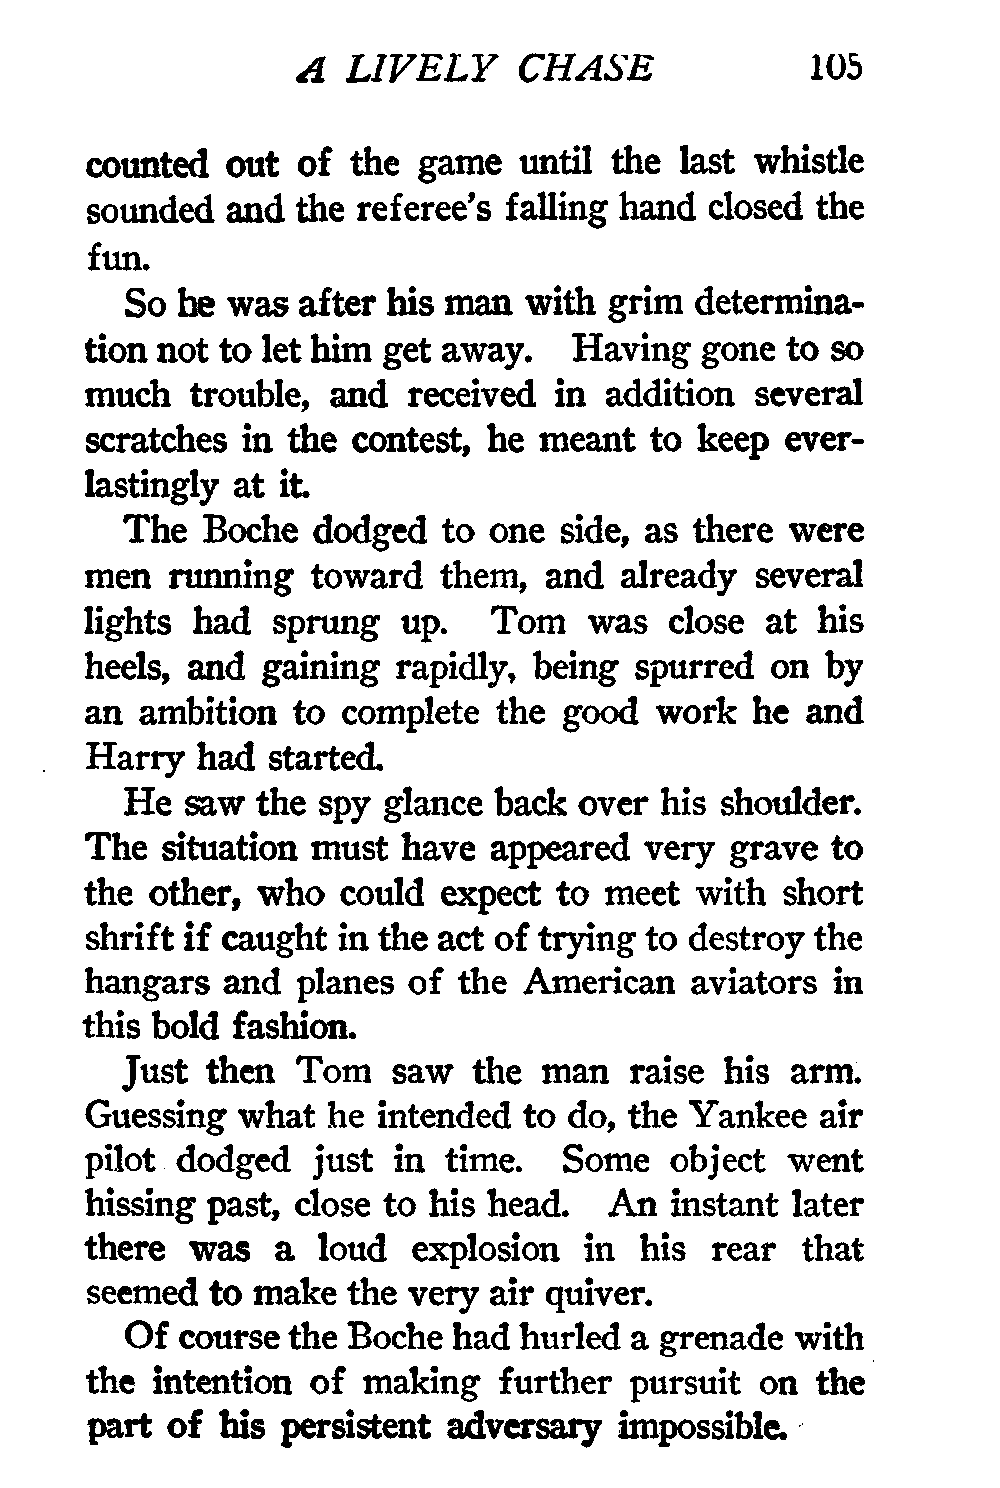 A LIVELY CHASE 105
counted out of the game until the last whistle
sounded and the referee's falling hand closed the
fun.
So he was after his man with grim determina-
tion not to let him get away. Having gone to so
much trouble, and received in addition several
scratches in the contest, he meant to keep ever-
lastingly at it.
The Boche dodged to one side, as there were
men running toward them, and already several
lights had sprung up. Tom was close at his
heels, and gaining rapidly, being spurred on by
an ambition to complete the good work he and
Harry had started.
He saw the spy glance back over his shoulder.
The situation must have appeared very grave to
the other, who could expect to meet with short
shrift if caught in the act of trying to destroy the
hangars and planes of the American aviators in
this bold fashion.
Just then Tom saw the man raise his arm.
Guessing what he intended to do, the Yankee air
pilot dodged just in time. Some object went
hissing past, close to his head. An instant later
there was a loud explosion in his rear that
seemed to make the very air quiver.
Of course the Boche had hurled a grenade with
the intention of making further pursuit on the
part of his persistent adversary impossible.